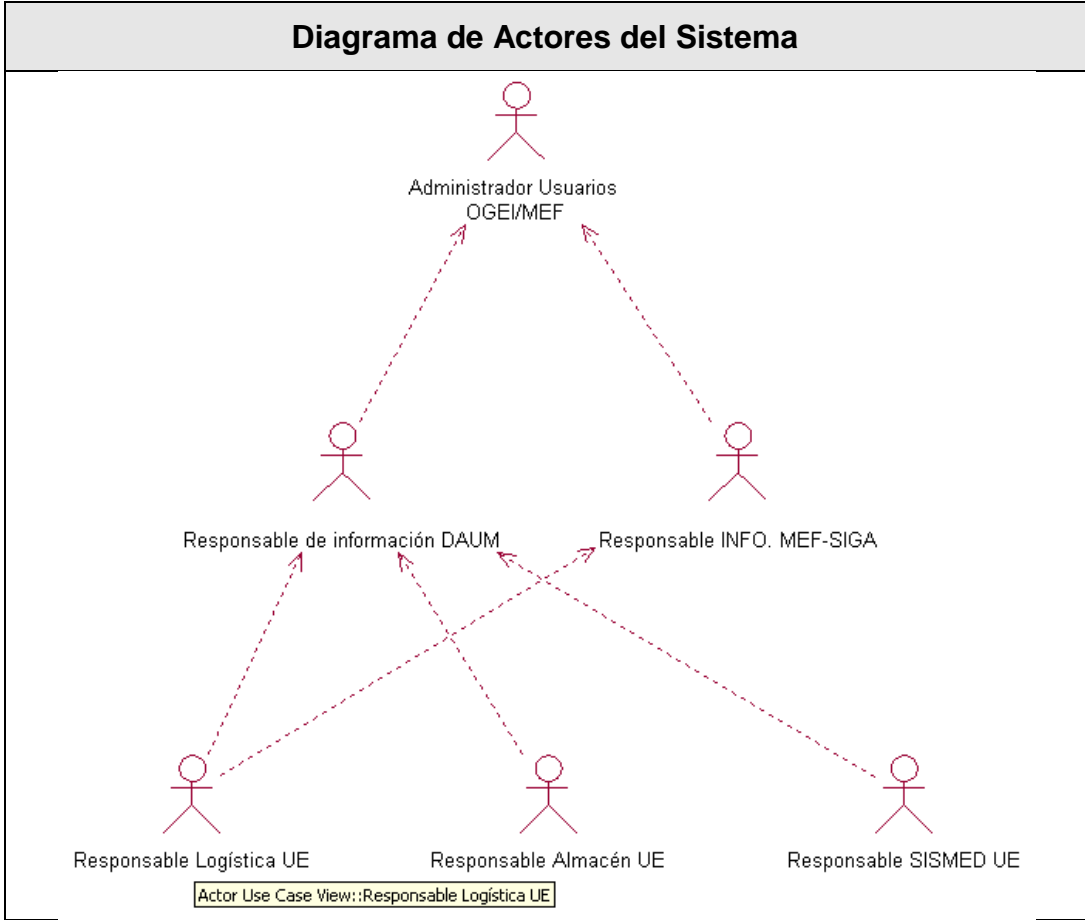 Diagrama de Actores del Sistema
Administrador Usuarios
OGEI/MEF
Responsable de información DAUM
Responsable INFO. MEF-SIGA
Responsable Logística UE
Responsable Almacén UE
Responsable SISMED UE
Actor Use Case View::Responsable Logística UE